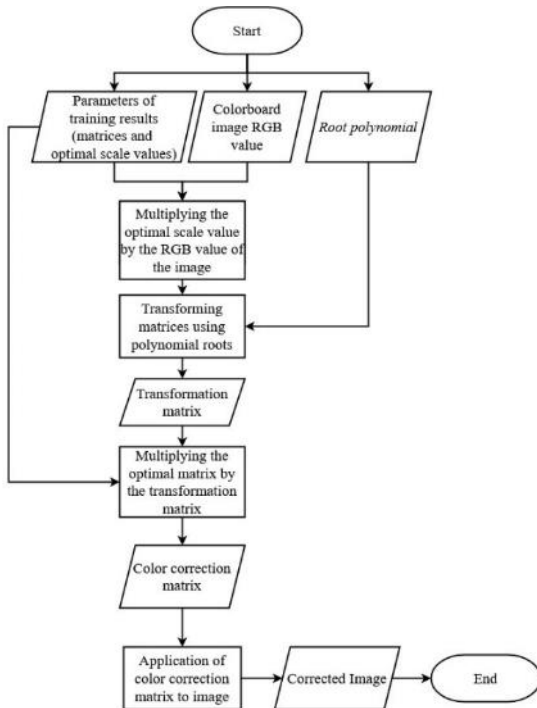 Start
Parameters of
training results
(matrices and
optimal scale values)
Colorboard
image RGB
value
Root polynomial
Multiplying the
optimal scale value
by the RGB value of
the image
Transforming
matrices using
polynomial roots
Transformation
matrix
Multiplying the
optimal matrix by
the transformation
matrix
Color correction
matrix
Application of
color correction
matrix to image
Corrected Image
End